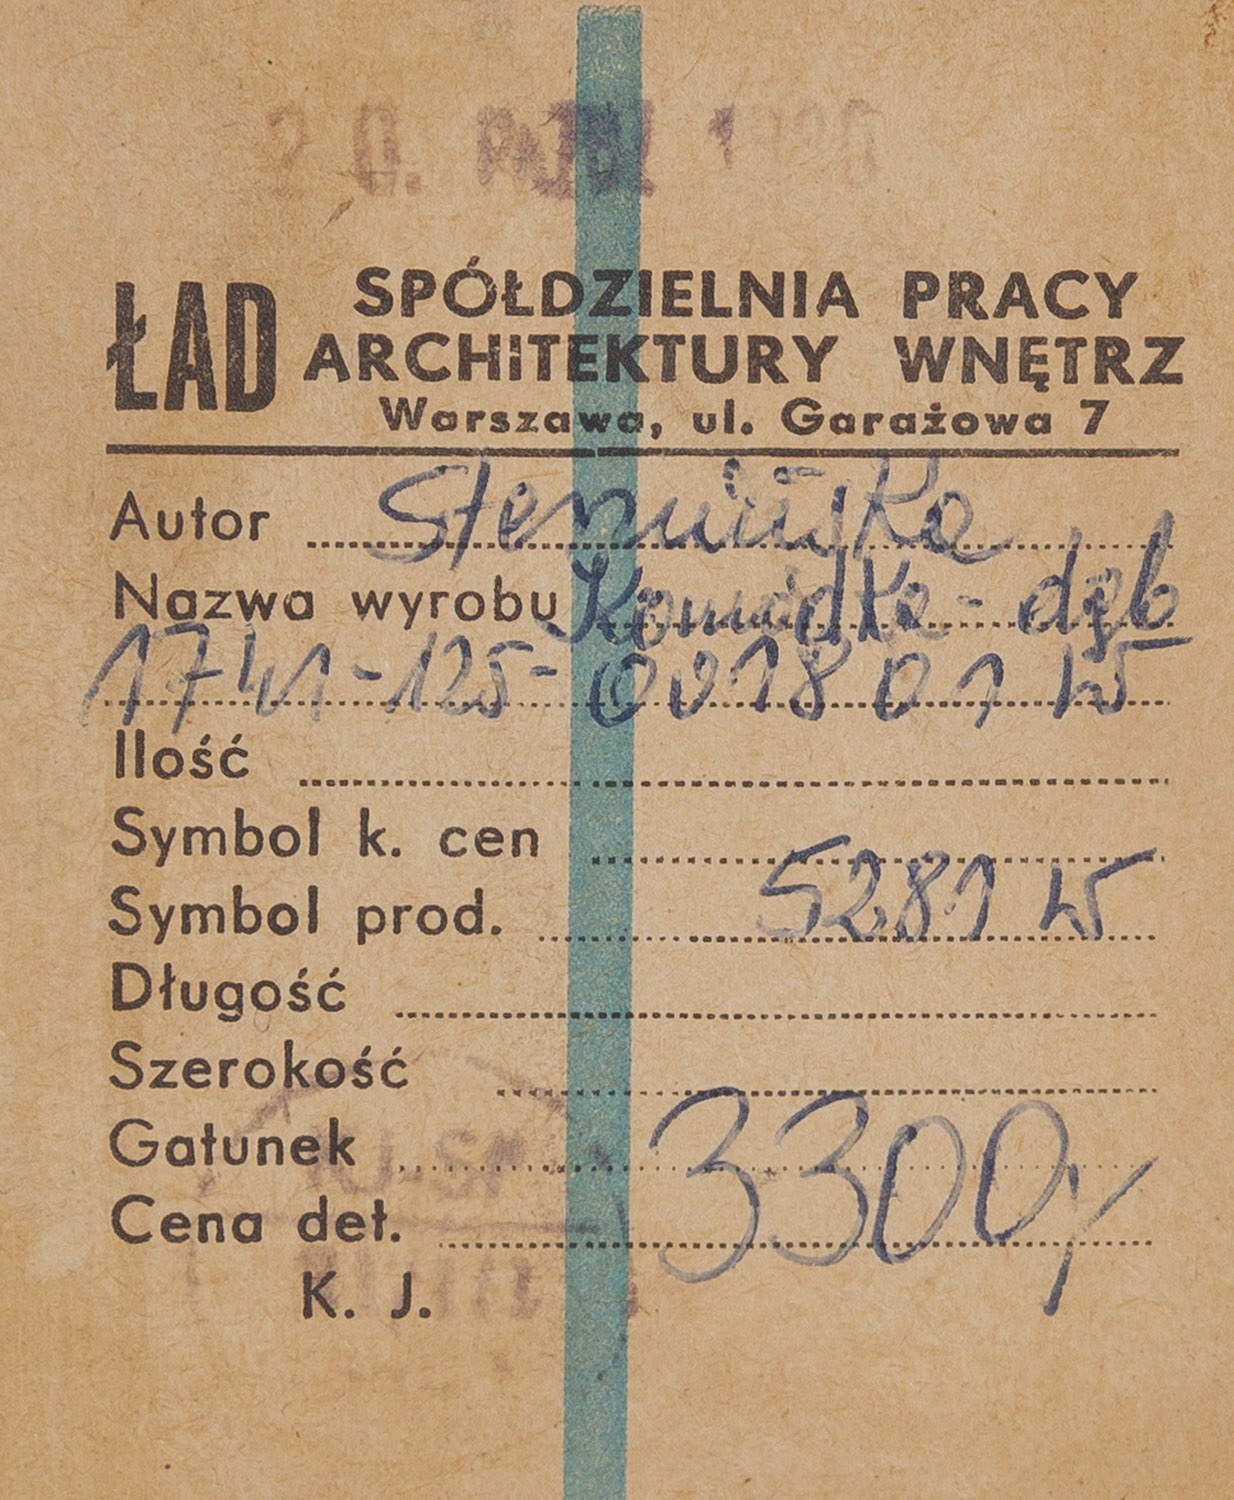 ŁAD SPÓŁDZIELNIA PRACY
ARCHITEKTURY WNĘTRZ
Warszawa, ul. Garażowa 7
Autor
Nazwa wyrobu Komódka - dąb
1741-125-001801 W
Ilość
Symbol k. cen
Symbol prod. 5281 W
Długość
Szerokość
Gatunek
Cena det. 3300,-
K. J.